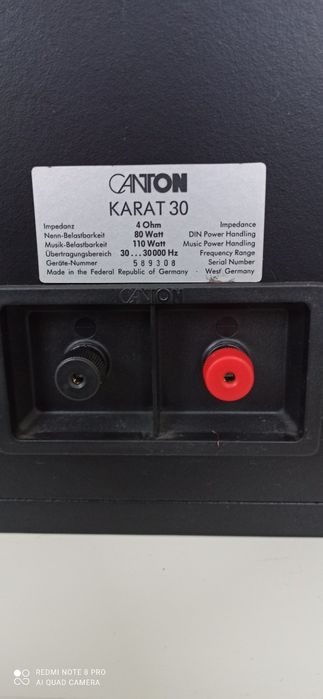 CANTON
KARAT 30
Impedanz 4 Ohm Impedance
Nenn-Belastbarkeit 80 Watt DIN Power Handling
Musik-Belastbarkeit 110 Watt Music Power Handling
Übertragungsbereich 30...30000 Hz Frequency Range
Geräte-Nummer 589308 Serial Number
Made in the Federal Republic of Germany · West Germany
CANTON
REDMI NOTE 8 PRO
AI QUAD CAMERA